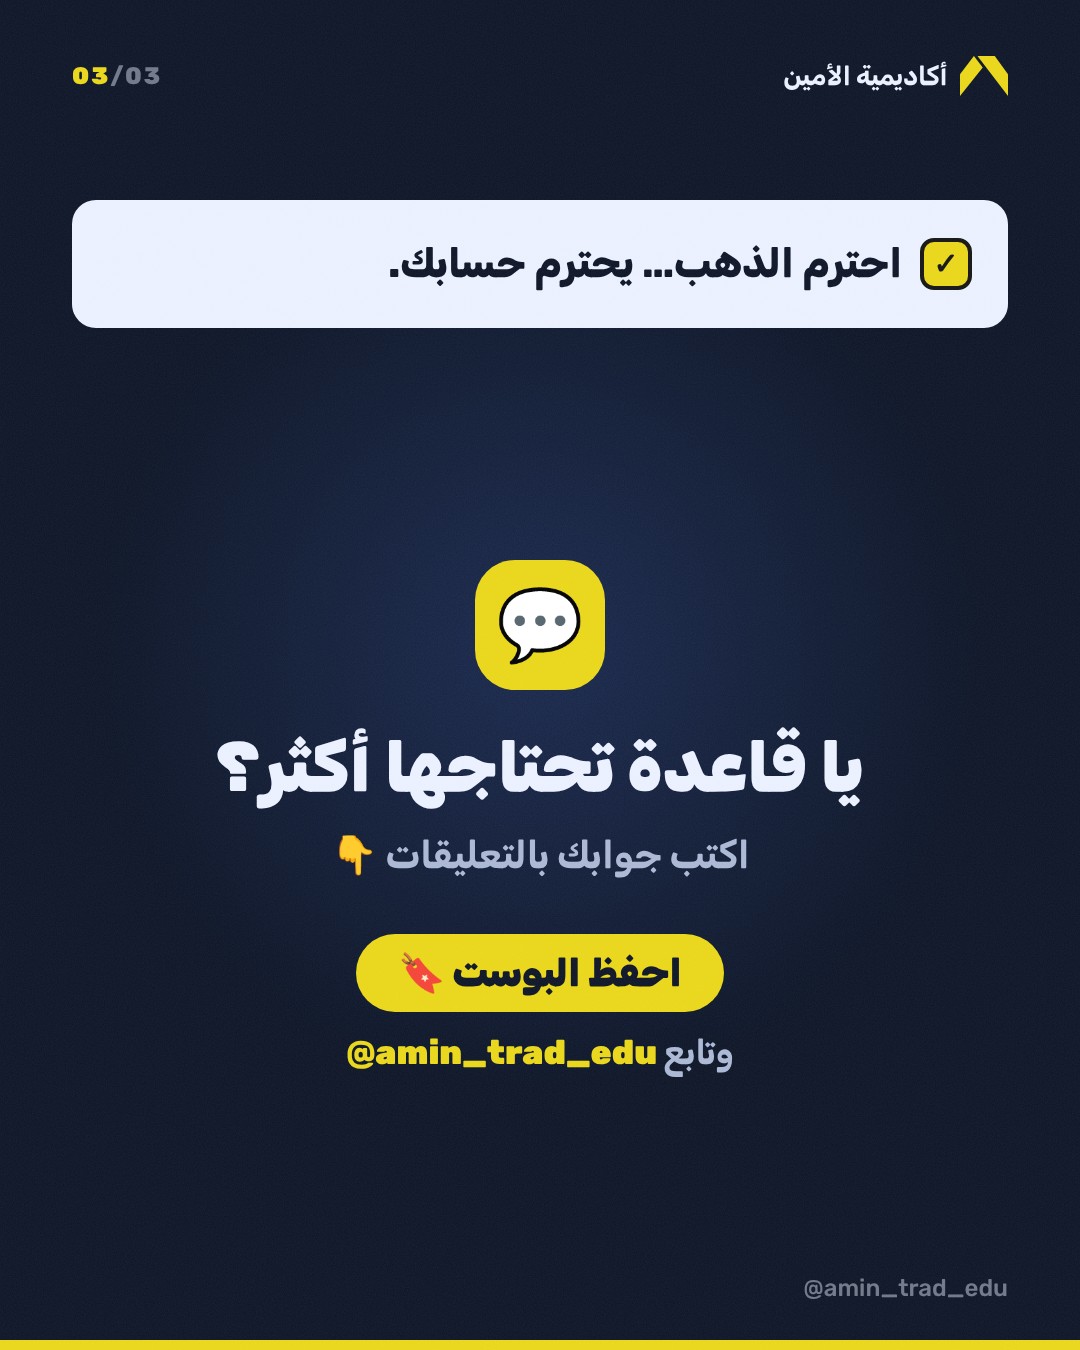 أكاديمية الأمين
03/03
✓ احترم الذهب... يحترم حسابك.
يا قاعدة تحتاجها أكثر؟
اكتب جوابك بالتعليقات 👇
احفظ البوست 🔖
وتابع @amin_trad_edu
@amin_trad_edu